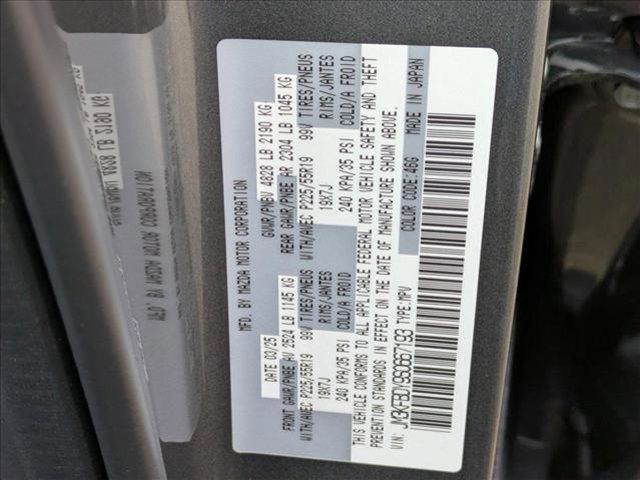 MFD. BY MAZDA MOTOR CORPORATION
DATE 03/25 GVWR/PNBV 4828 LB 2190 KG
FRONT GAWR/PNBE AV 2524 LB 1145 KG REAR GAWR/PNBE AR 2304 LB 1045 KG
WITH/AVEC P225/55R19 99V TIRES/PNEUS WITH/AVEC P225/55R19 99V TIRES/PNEUS
19X7J RIMS/JANTES 19X7J RIMS/JANTES
240 KPA/35 PSI COLD/A FROID 240 KPA/35 PSI COLD/A FROID
THIS VEHICLE CONFORMS TO ALL APPLICABLE FEDERAL MOTOR VEHICLE SAFETY AND THEFT
PREVENTION STANDARDS IN EFFECT ON THE DATE OF MANUFACTURE SHOWN ABOVE.
VIN: JM3KFBDY9S0667193 TYPE: MPV COLOR CODE: 46G MADE IN JAPAN